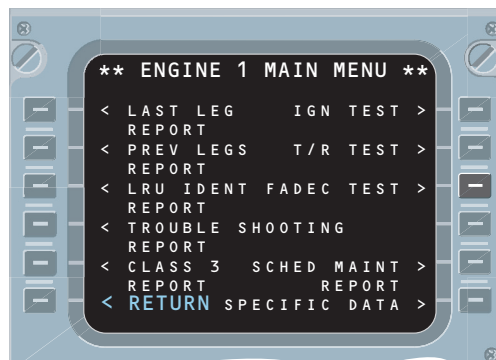 ** ENGINE 1 MAIN MENU **
< LAST LEG IGN TEST >
REPORT
< PREV LEGS T/R TEST >
REPORT
< LRU IDENT FADEC TEST >
REPORT
< TROUBLE SHOOTING
REPORT
< CLASS 3 SCHED MAINT >
REPORT REPORT
< RETURN SPECIFIC DATA >